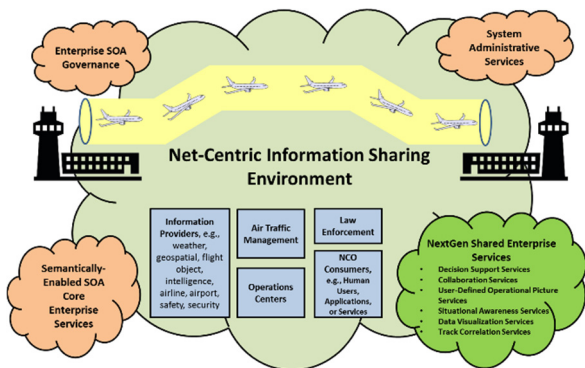 Enterprise SOA
Governance
System
Administrative
Services
Net-Centric Information Sharing
Environment
Information
Providers, e.g.,
weather,
geospatial, flight
object,
intelligence,
airline, airport,
safety, security
Air Traffic
Management
Law
Enforcement
Operations
Centers
NCO
Consumers,
e.g., Human
Users,
Applications,
or Services
Semantically-
Enabled SOA
Core
Enterprise
Services
NextGen Shared Enterprise
Services
• Decision Support Services
• Collaboration Services
• User-Defined Operational Picture
Services
• Situational Awareness Services
• Data Visualization Services
• Track Correlation Services